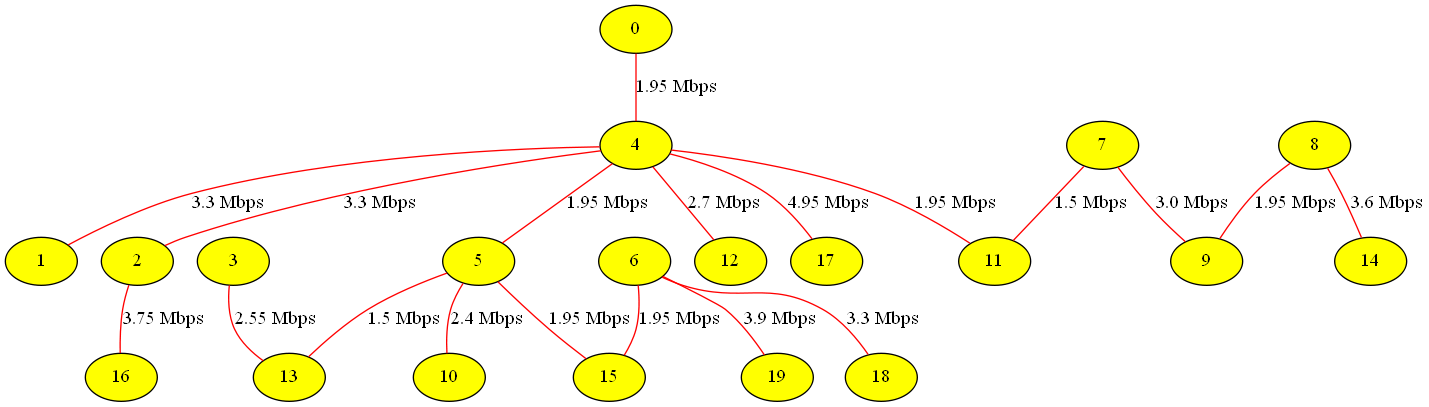 0
1.95 Mbps
4
7
8
3.3 Mbps
3.3 Mbps
1.95 Mbps
2.7 Mbps
4.95 Mbps
1.95 Mbps
1.5 Mbps
3.0 Mbps
1.95 Mbps
3.6 Mbps
1
2
3
5
6
12
17
11
9
14
3.75 Mbps
2.55 Mbps
1.5 Mbps
2.4 Mbps
1.95 Mbps
1.95 Mbps
3.9 Mbps
3.3 Mbps
16
13
10
15
19
18